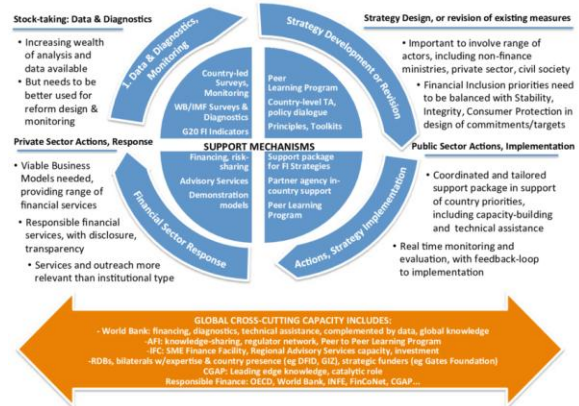 Stock-taking: Data & Diagnostics
• Increasing wealth
of analysis and
data available
• But needs to be
better used for
reform design &
monitoring
1. Data & Diagnostics,
Monitoring
Strategy Development or Revision
Strategy Design, or revision of existing measures
• Important to involve range of
actors, including non-finance
ministries, private sector, civil society
• Financial Inclusion priorities need
to be balanced with Stability,
Integrity, Consumer Protection in
design of commitments/targets
Country-led
Surveys,
Monitoring
WB/IMF Surveys &
Diagnostics
G20 FI Indicators
Peer
Learning Program
Country-level TA,
policy dialogue
Principles, Toolkits
SUPPORT MECHANISMS
Financing, risk-
sharing
Advisory Services
Demonstration
models
Support package
for FI Strategies
Partner agency in-
country support
Peer Learning
Program
Private Sector Actions, Response
• Viable Business
Models needed,
providing range of
financial services
• Responsible financial
services, with disclosure,
transparency
• Services and outreach more
relevant than institutional type
Financial Sector Response
Actions, Strategy Implementation
Public Sector Actions, Implementation
• Coordinated and tailored
support package in support
of country priorities,
including capacity-building
and technical assistance
• Real time monitoring and
evaluation, with feedback-loop
to implementation
GLOBAL CROSS-CUTTING CAPACITY INCLUDES:
- World Bank: financing, diagnostics, technical assistance, complemented by data, global knowledge
-AFI: knowledge-sharing, regulator network, Peer to Peer Learning Program
-IFC: SME Finance Facility, Regional Advisory Services capacity, investment
-RDBs, bilaterals w/expertise & country presence (eg DFID, GIZ), strategic funders (eg Gates Foundation)
CGAP: Leading edge knowledge, catalytic role
Responsible Finance: OECD, World Bank, INFE, FinCoNet, CGAP...